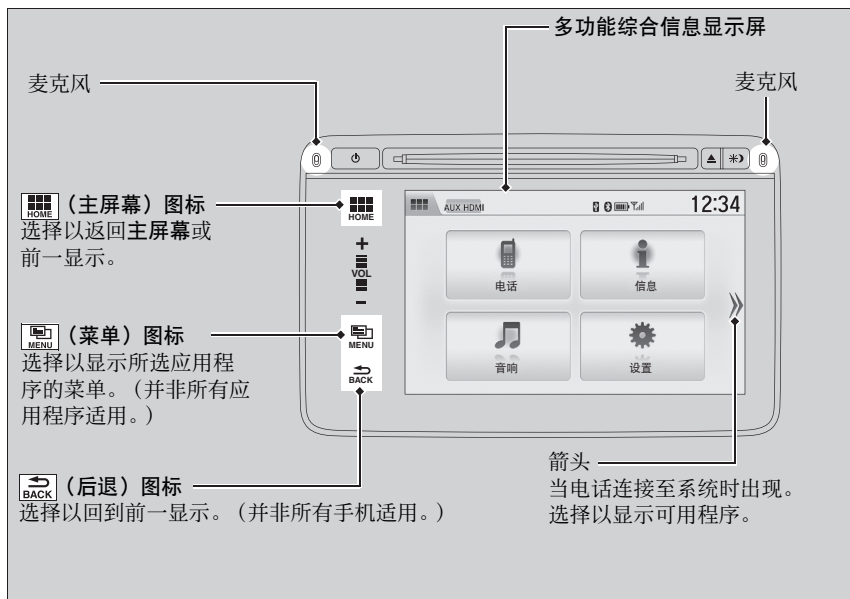 多功能综合信息显示屏
麦克风
麦克风
HOME（主屏幕）图标
选择以返回主屏幕或
前一显示。
MENU（菜单）图标
选择以显示所选应用程
序的菜单。（并非所有应
用程序适用。）
BACK（后退）图标
选择以回到前一显示。（并非所有手机适用。）
HOME
+
VOL
-
MENU
BACK
AUX HDMI
12:34
电话
信息
音响
设置
箭头
当电话连接至系统时出现。
选择以显示可用程序。